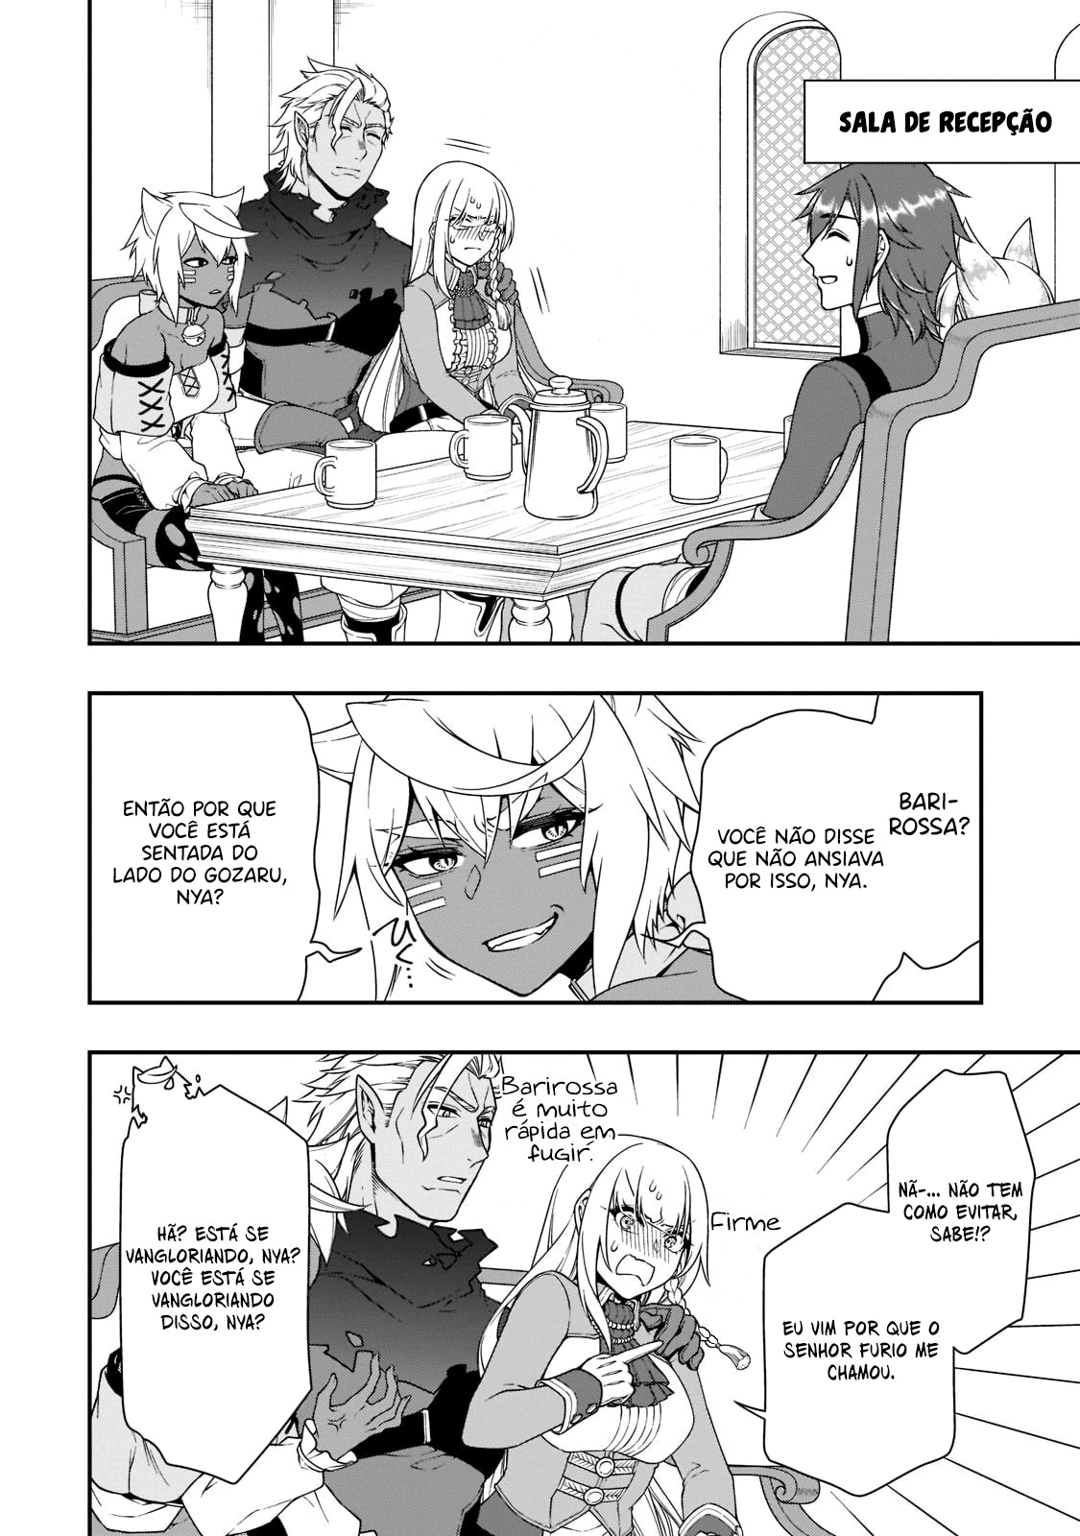 SALA DE RECEPÇÃO
BARI-
ROSSA?
VOCÊ NÃO DISSE
QUE NÃO ANSIAVA
POR ISSO, NYA.
ENTÃO POR QUE
VOCÊ ESTÁ
SENTADA DO
LADO DO GOZARU,
NYA?
NÃ-... NÃO TEM
COMO EVITAR,
SABE!?
EU VIM POR QUE O
SENHOR FURIO ME
CHAMOU.
Firme
Barirossa
é muito
rápida em
fugir.
HÃ? ESTÁ SE
VANGLORIANDO, NYA?
VOCÊ ESTÁ SE
VANGLORIANDO
DISSO, NYA?